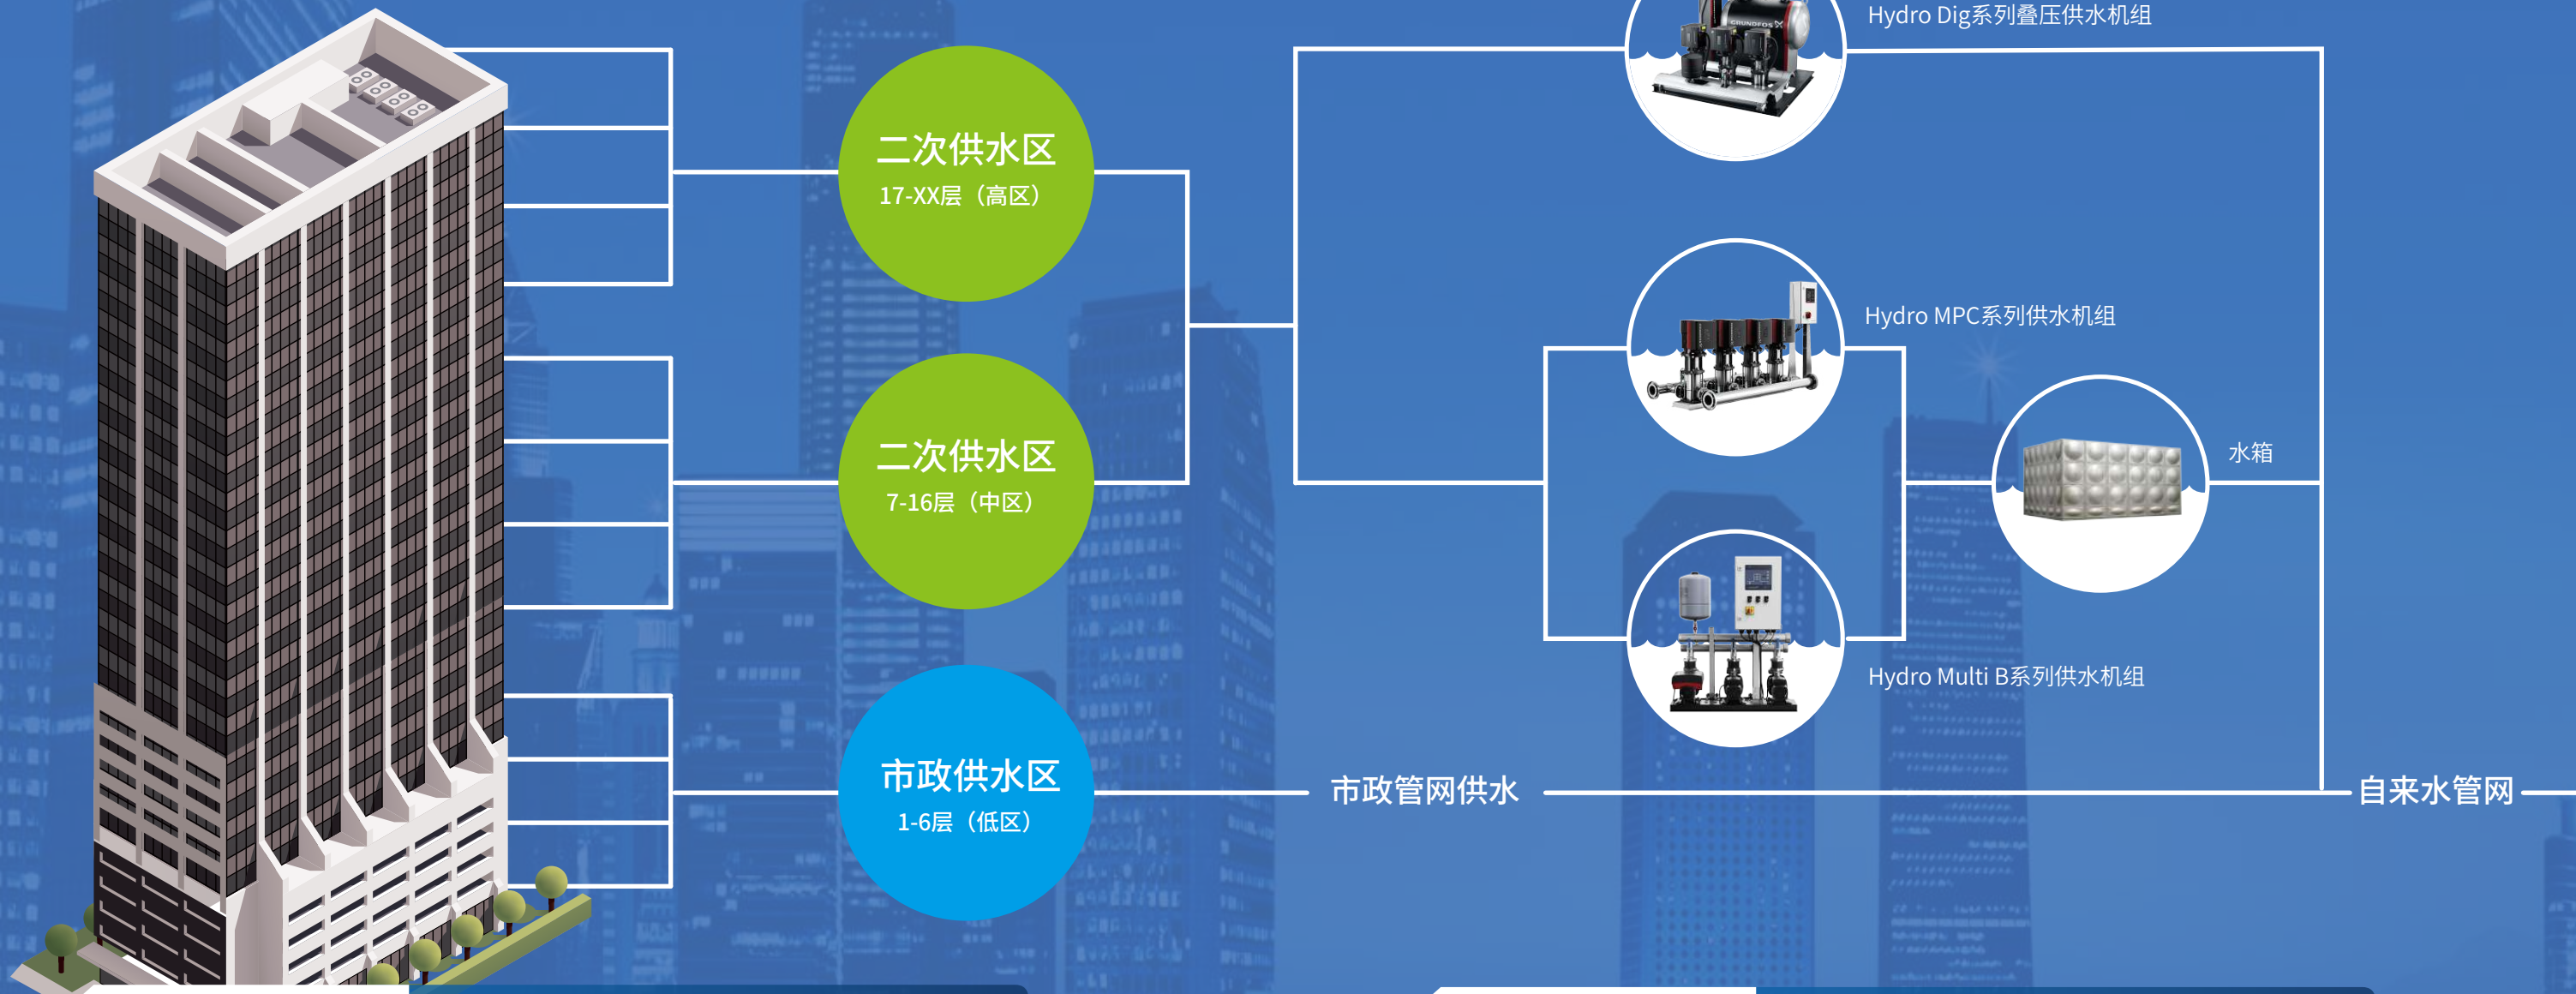 Hydro Dig系列叠压供水机组
GRUNDFOS
二次供水区
17-XX层（高区）
Hydro MPC系列供水机组
二次供水区
7-16层（中区）
水箱
Hydro Multi B系列供水机组
市政供水区
1-6层（低区）
市政管网供水
自来水管网